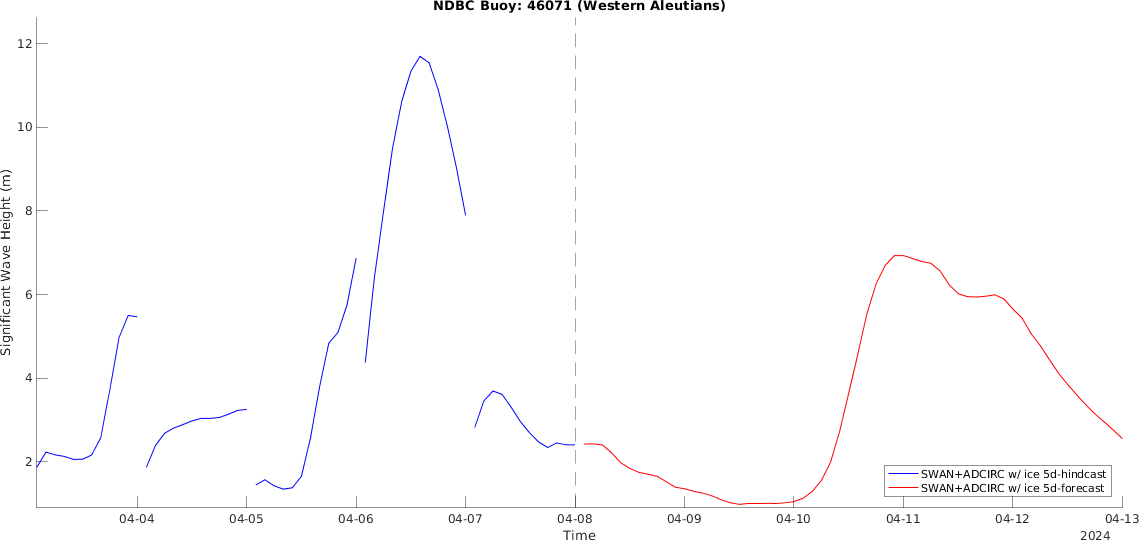 NDBC Buoy: 46071 (Western Aleutians)
Significant Wave Height (m)
12
10
8
6
4
2
SWAN+ADCIRC w/ ice 5d-hindcast
SWAN+ADCIRC w/ ice 5d-forecast
04-04 04-05 04-06 04-07 04-08 04-09 04-10 04-11 04-12 04-13
Time
2024